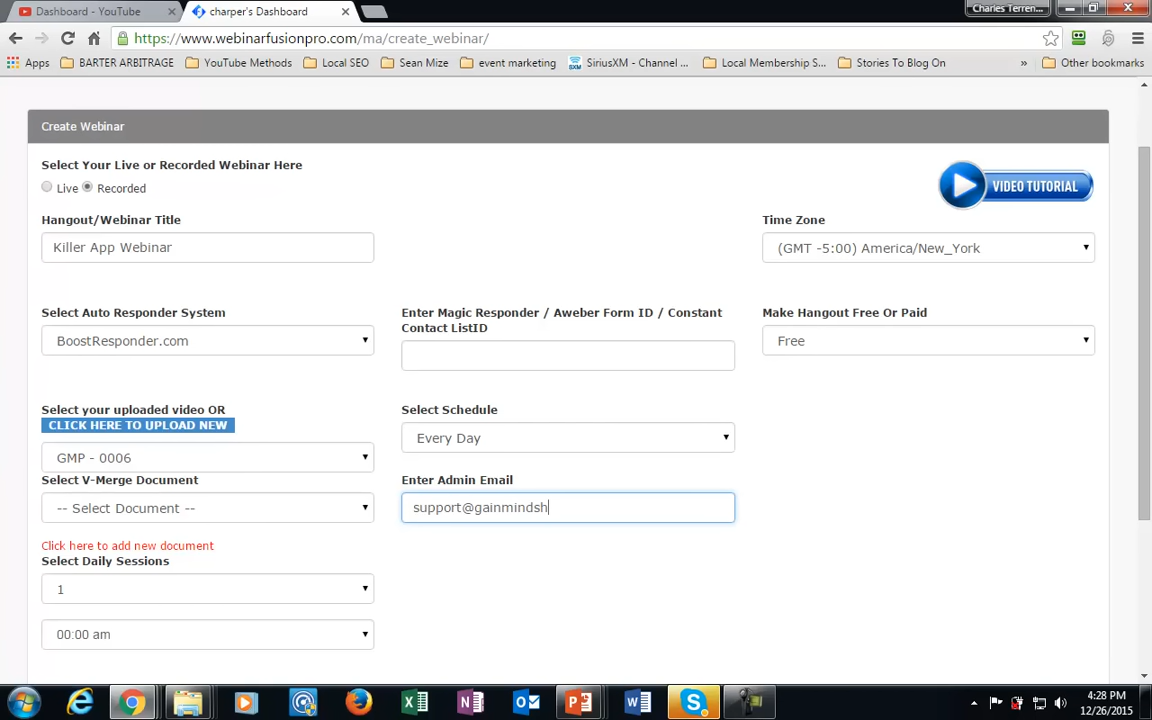 Dashboard - YouTube
charper's Dashboard
Charles Terren...
https://www.webinarfusionpro.com/ma/create_webinar/
Apps BARTER ARBITRAGE YouTube Methods Local SEO Sean Mize event marketing SiriusXM - Channel ... Local Membership S... Stories To Blog On » Other bookmarks
Create Webinar
Select Your Live or Recorded Webinar Here
Live Recorded
VIDEO TUTORIAL
Hangout/Webinar Title
Time Zone
Killer App Webinar
(GMT -5:00) America/New_York
Select Auto Responder System
Enter Magic Responder / Aweber Form ID / Constant
Contact ListID
Make Hangout Free Or Paid
BoostResponder.com
Free
Select your uploaded video OR
CLICK HERE TO UPLOAD NEW
Select Schedule
GMP - 0006
Every Day
Select V-Merge Document
Enter Admin Email
-- Select Document --
support@gainmindsh
Click here to add new document
Select Daily Sessions
1
00:00 am
4:28 PM
12/26/2015